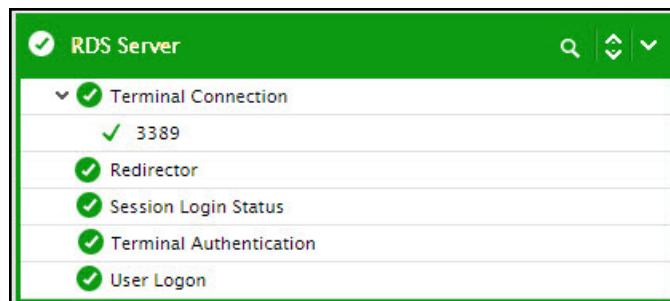 RDS Server
Terminal Connection
3389
Redirector
Session Login Status
Terminal Authentication
User Logon